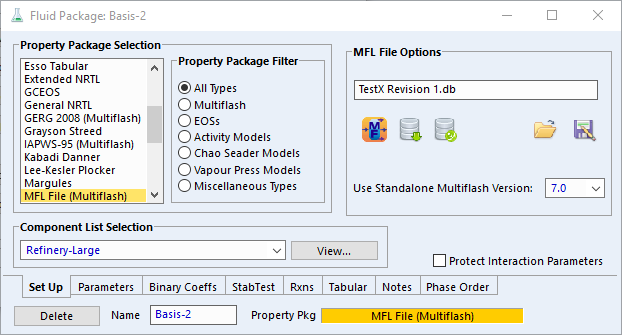 Fluid Package: Basis-2
Property Package Selection
Esso Tabular
Extended NRTL
GCEOS
General NRTL
GERG 2008 (Multiflash)
Grayson Streed
IAPWS-95 (Multiflash)
Kabadi Danner
Lee-Kesler Plocker
Margules
MFL File (Multiflash)
Property Package Filter
All Types
Multiflash
EOSs
Activity Models
Chao Seader Models
Vapour Press Models
Miscellaneous Types
MFL File Options
TestX Revision 1.db
MF
Use Standalone Multiflash Version: 7.0
Component List Selection
Refinery-Large View...
Protect Interaction Parameters
Set Up Parameters Binary Coeffs StabTest Rxns Tabular Notes Phase Order
Delete Name Basis-2 Property Pkg MFL File (Multiflash)